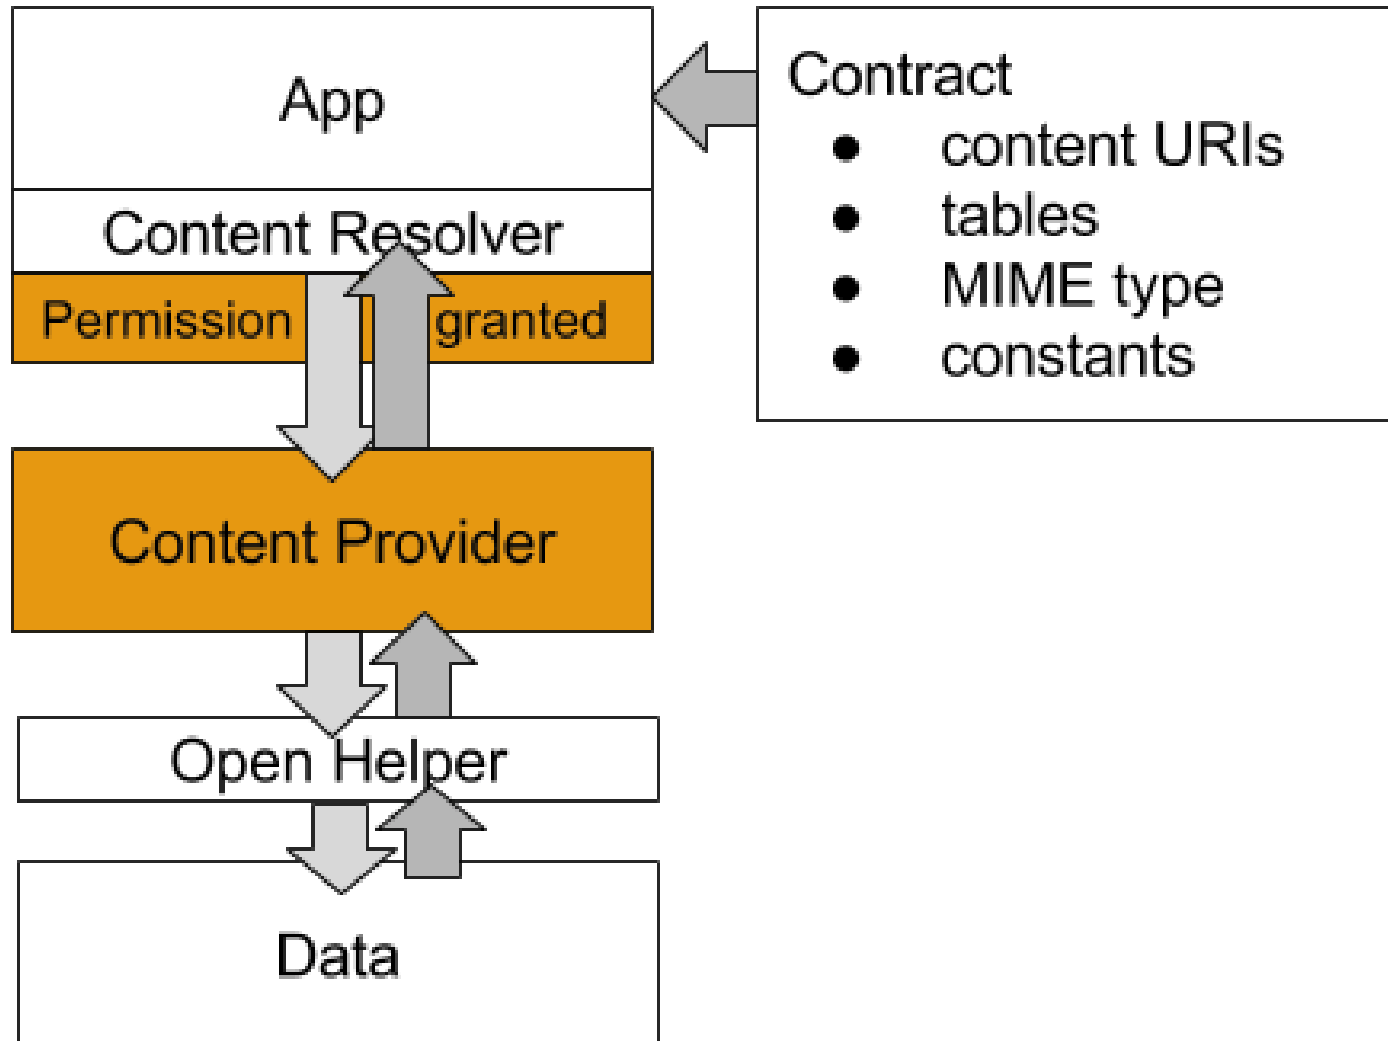 App
Content Resolver
Permission granted
Content Provider
Open Helper
Data
Contract
● content URIs
● tables
● MIME type
● constants